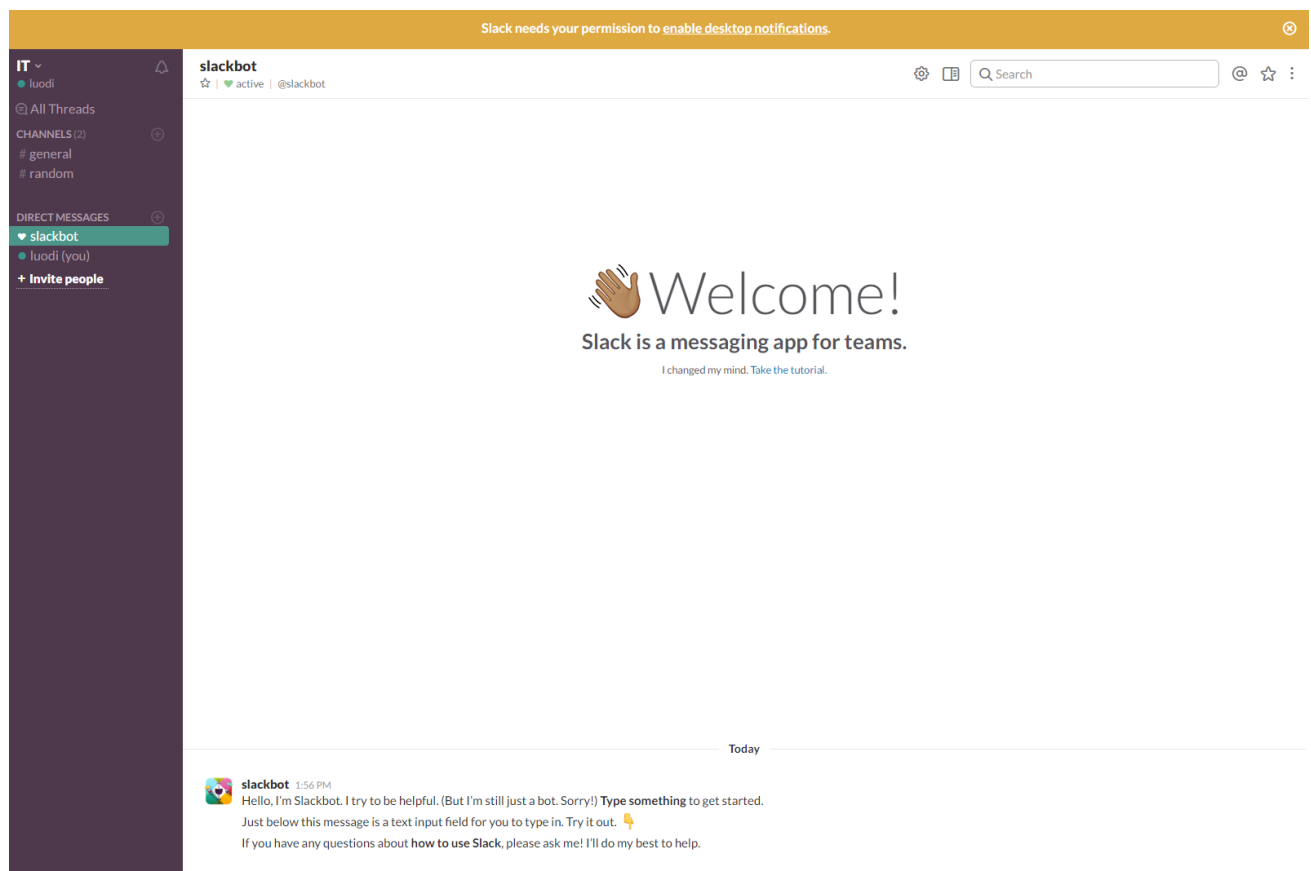 Slack needs your permission to enable desktop notifications.
IT
luodi
All Threads
CHANNELS (2)
# general
# random
DIRECT MESSAGES
slackbot
luodi (you)
+ Invite people
slackbot
active | @slackbot
Search
Welcome!
Slack is a messaging app for teams.
I changed my mind. Take the tutorial.
Today
slackbot 1:56 PM
Hello, I'm Slackbot. I try to be helpful. (But I'm still just a bot. Sorry!) Type something to get started.
Just below this message is a text input field for you to type in. Try it out.
If you have any questions about how to use Slack, please ask me! I'll do my best to help.